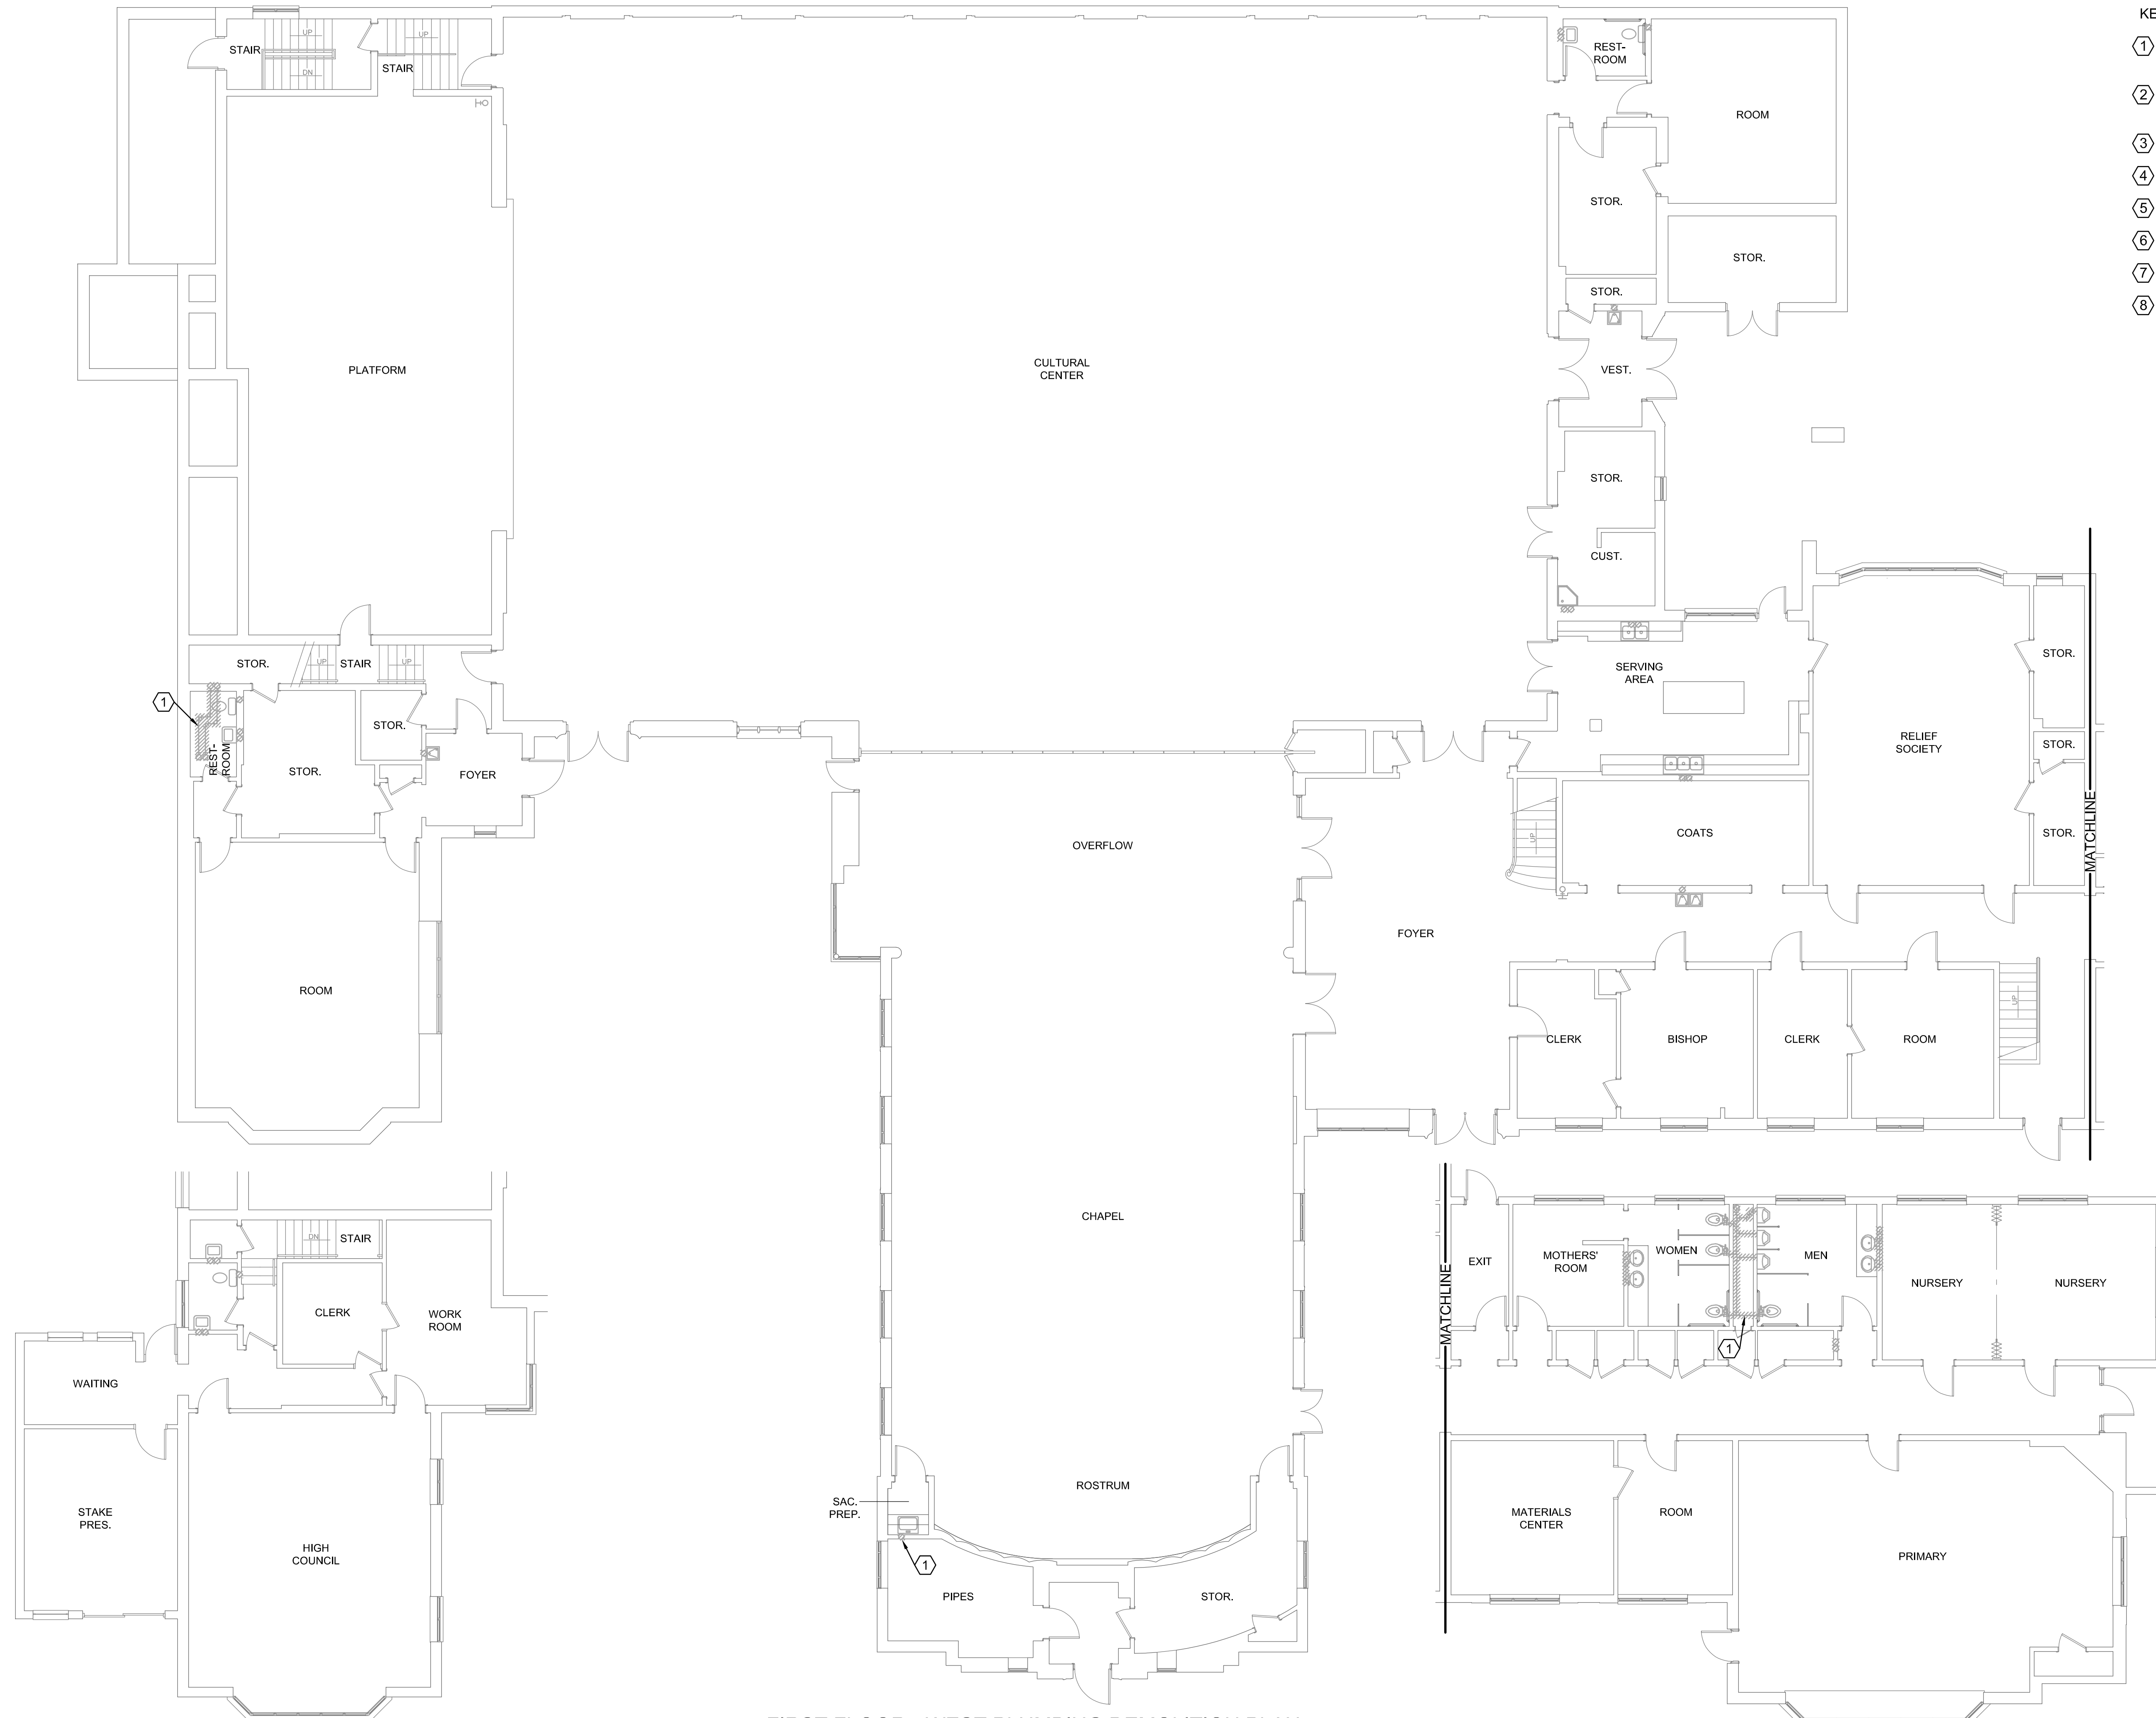 KE
1
2
3
4
5
6
7
8
STAIR
UP
DN
UP
STAIR
REST-
ROOM
ROOM
STOR.
STOR.
STOR.
PLATFORM
CULTURAL
CENTER
VEST.
STOR.
CUST.
STOR.
UP
STAIR
UP
1
REST-
ROOM
STOR.
STOR.
FOYER
SERVING
AREA
RELIEF
SOCIETY
STOR.
STOR.
STOR.
MATCHLINE
OVERFLOW
UP
COATS
FOYER
ROOM
CLERK
BISHOP
CLERK
ROOM
UP
DN
STAIR
CLERK
WORK
ROOM
WAITING
STAKE
PRES.
HIGH
COUNCIL
CHAPEL
ROSTRUM
SAC.
PREP.
1
PIPES
STOR.
MATCHLINE
EXIT
MOTHERS'
ROOM
WOMEN
MEN
NURSERY
NURSERY
1
MATERIALS
CENTER
ROOM
PRIMARY